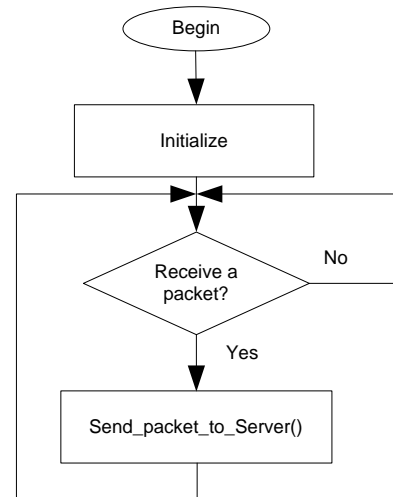 Begin
Initialize
Receive a
packet?
No
Yes
Send_packet_to_Server()